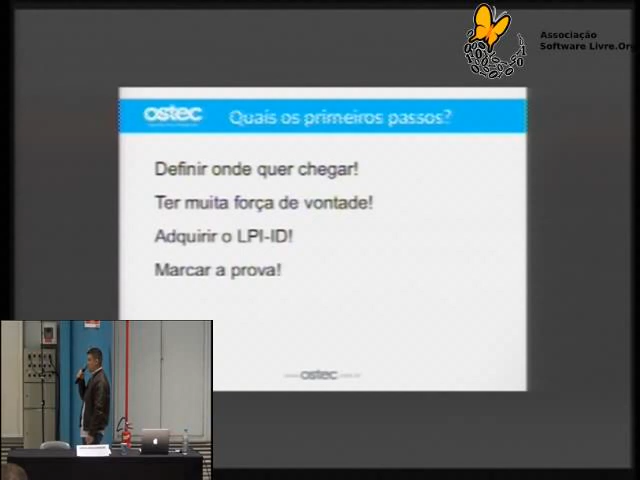 Associação
Software Livre.Or
ostec
Quais os primeiros passos?
Definir onde quer chegar!
Ter muita força de vontade!
Adquirir o LPI-ID!
Marcar a prova!
ostec